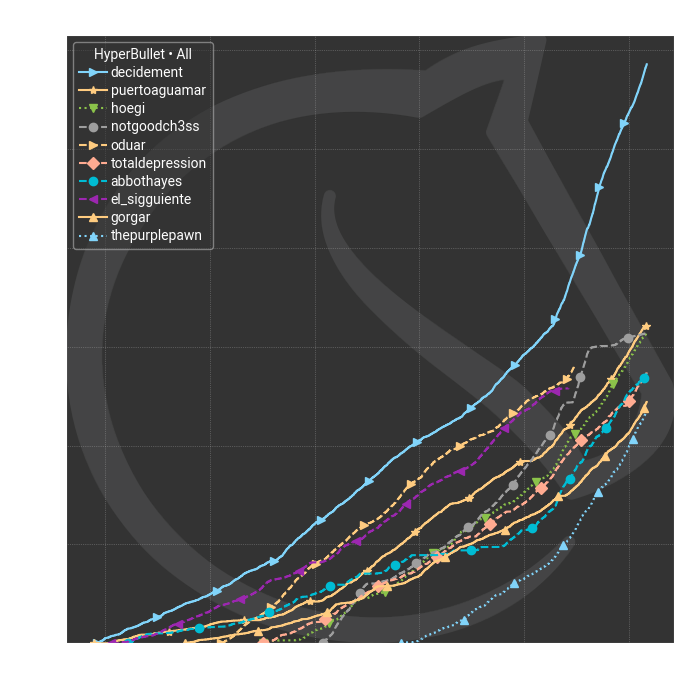 HyperBullet • All
decidement
puertoaguamar
hoegi
notgoodch3ss
oduar
totaldepression
abbothayes
el_sigguiente
gorgar
thepurplepawn